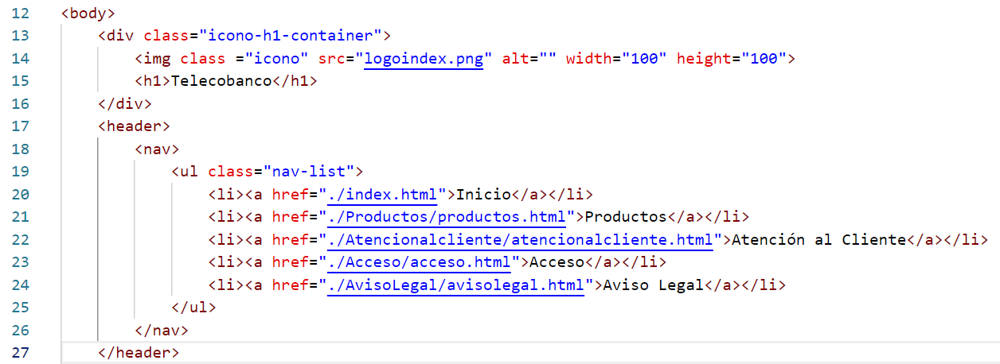 12 <body>
13 <div class="icono-h1-container">
14 <img class ="icono" src="logoindex.png" alt="" width="100" height="100">
15 <h1>Telecobanco</h1>
16 </div>
17 <header>
18 <nav>
19 <ul class="nav-list">
20 <li><a href="./index.html">Inicio</a></li>
21 <li><a href="./Productos/productos.html">Productos</a></li>
22 <li><a href="./Atencionalcliente/atencionalcliente.html">Atención al Cliente</a></li>
23 <li><a href="./Acceso/acceso.html">Acceso</a></li>
24 <li><a href="./AvisoLegal/avisolegal.html">Aviso Legal</a></li>
25 </ul>
26 </nav>
27 </header>